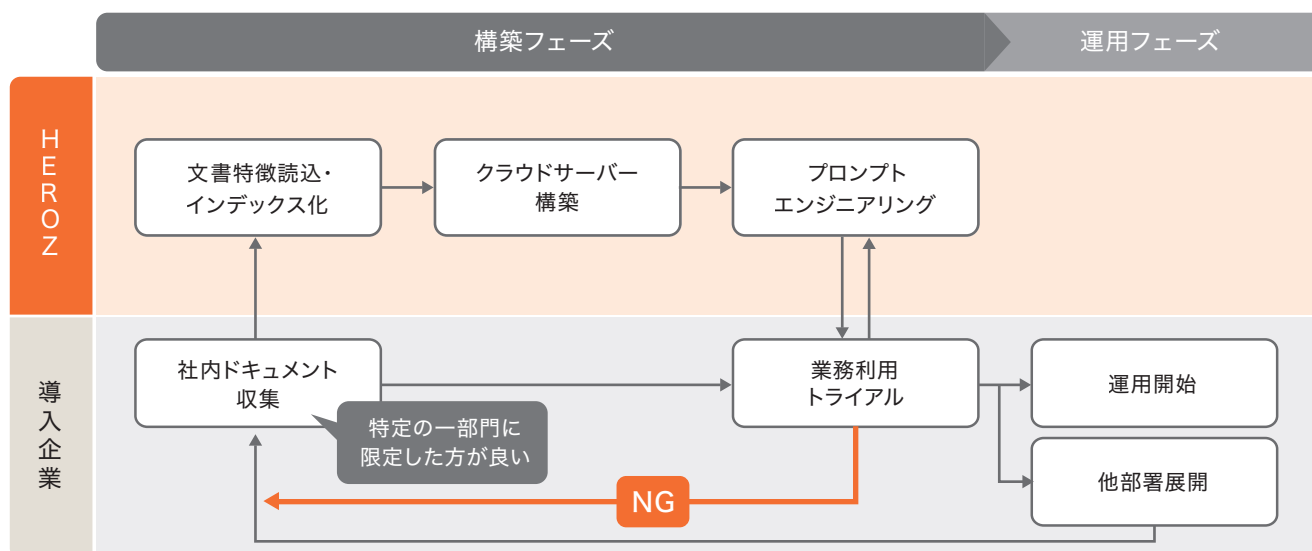 構築フェーズ
運用フェーズ
HEROZ
文書特徴読込・
インデックス化
クラウドサーバー
構築
プロンプト
エンジニアリング
導入企業
社内ドキュメント
収集
特定の一部門に
限定した方が良い
業務利用
トライアル
NG
運用開始
他部署展開